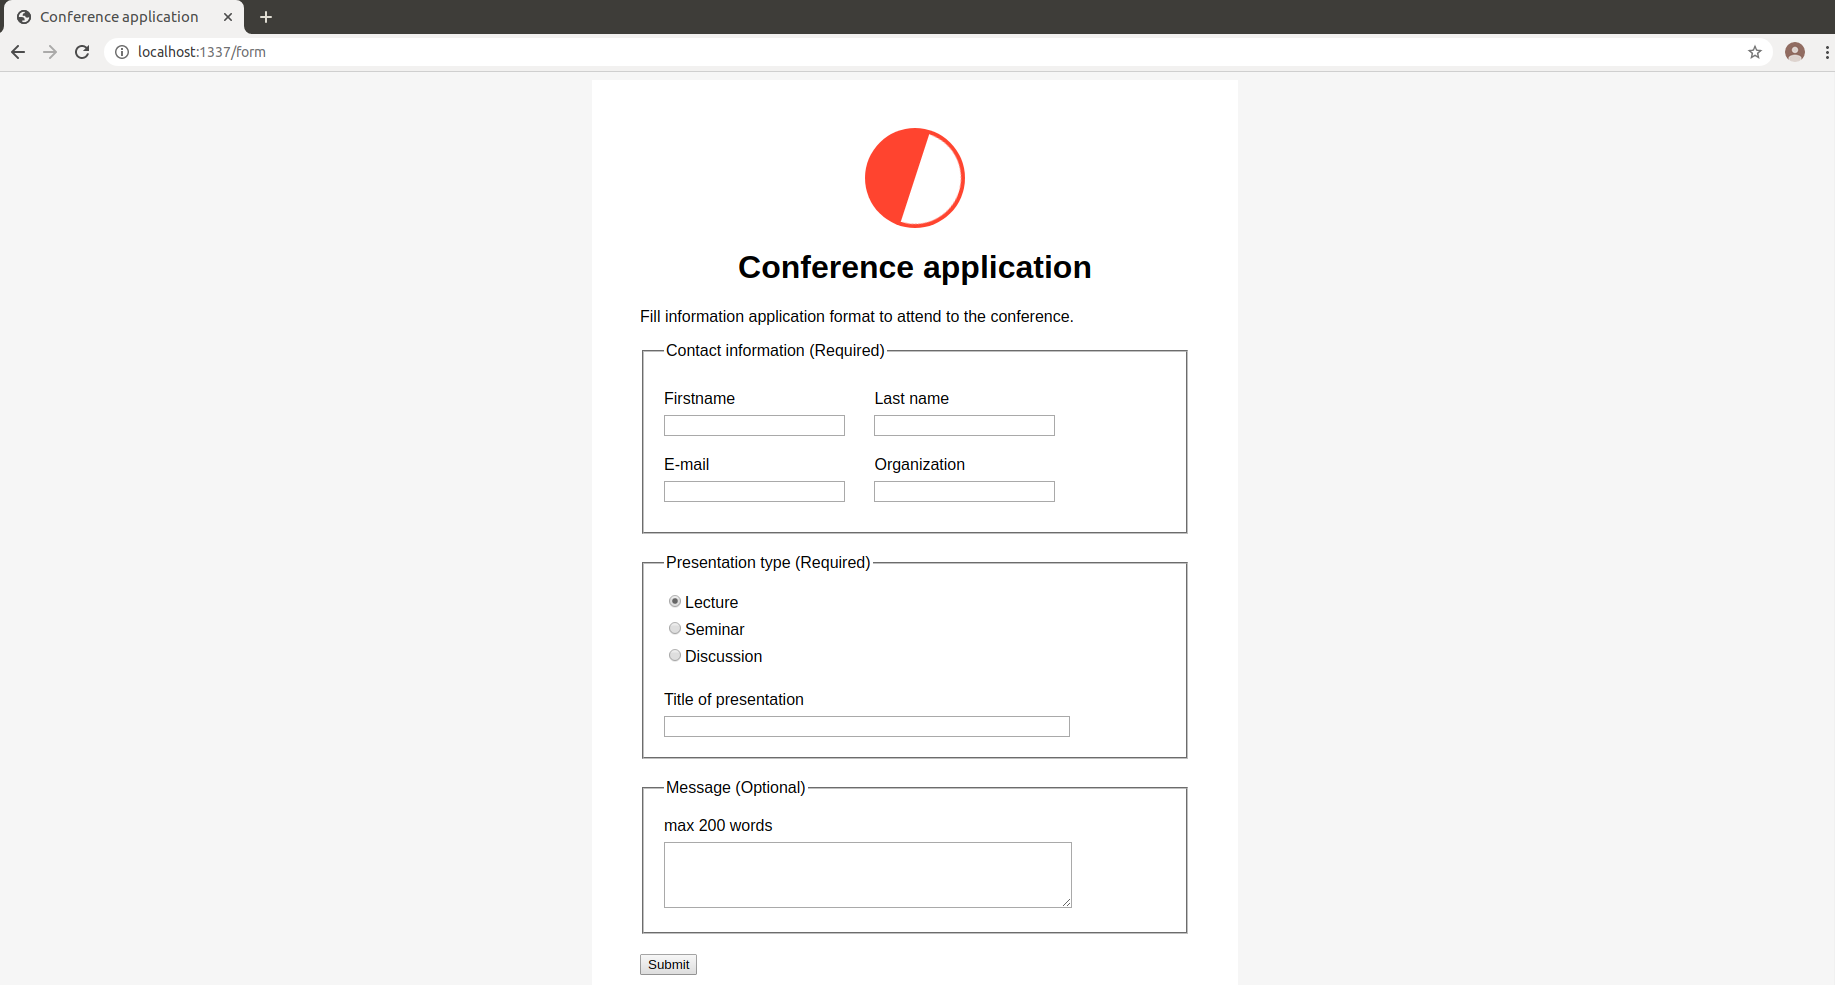 Conference application
localhost:1337/form
Conference application
Fill information application format to attend to the conference.
Contact information (Required)
Firstname Last name
E-mail Organization
Presentation type (Required)
Lecture
Seminar
Discussion
Title of presentation
Message (Optional)
max 200 words
Submit